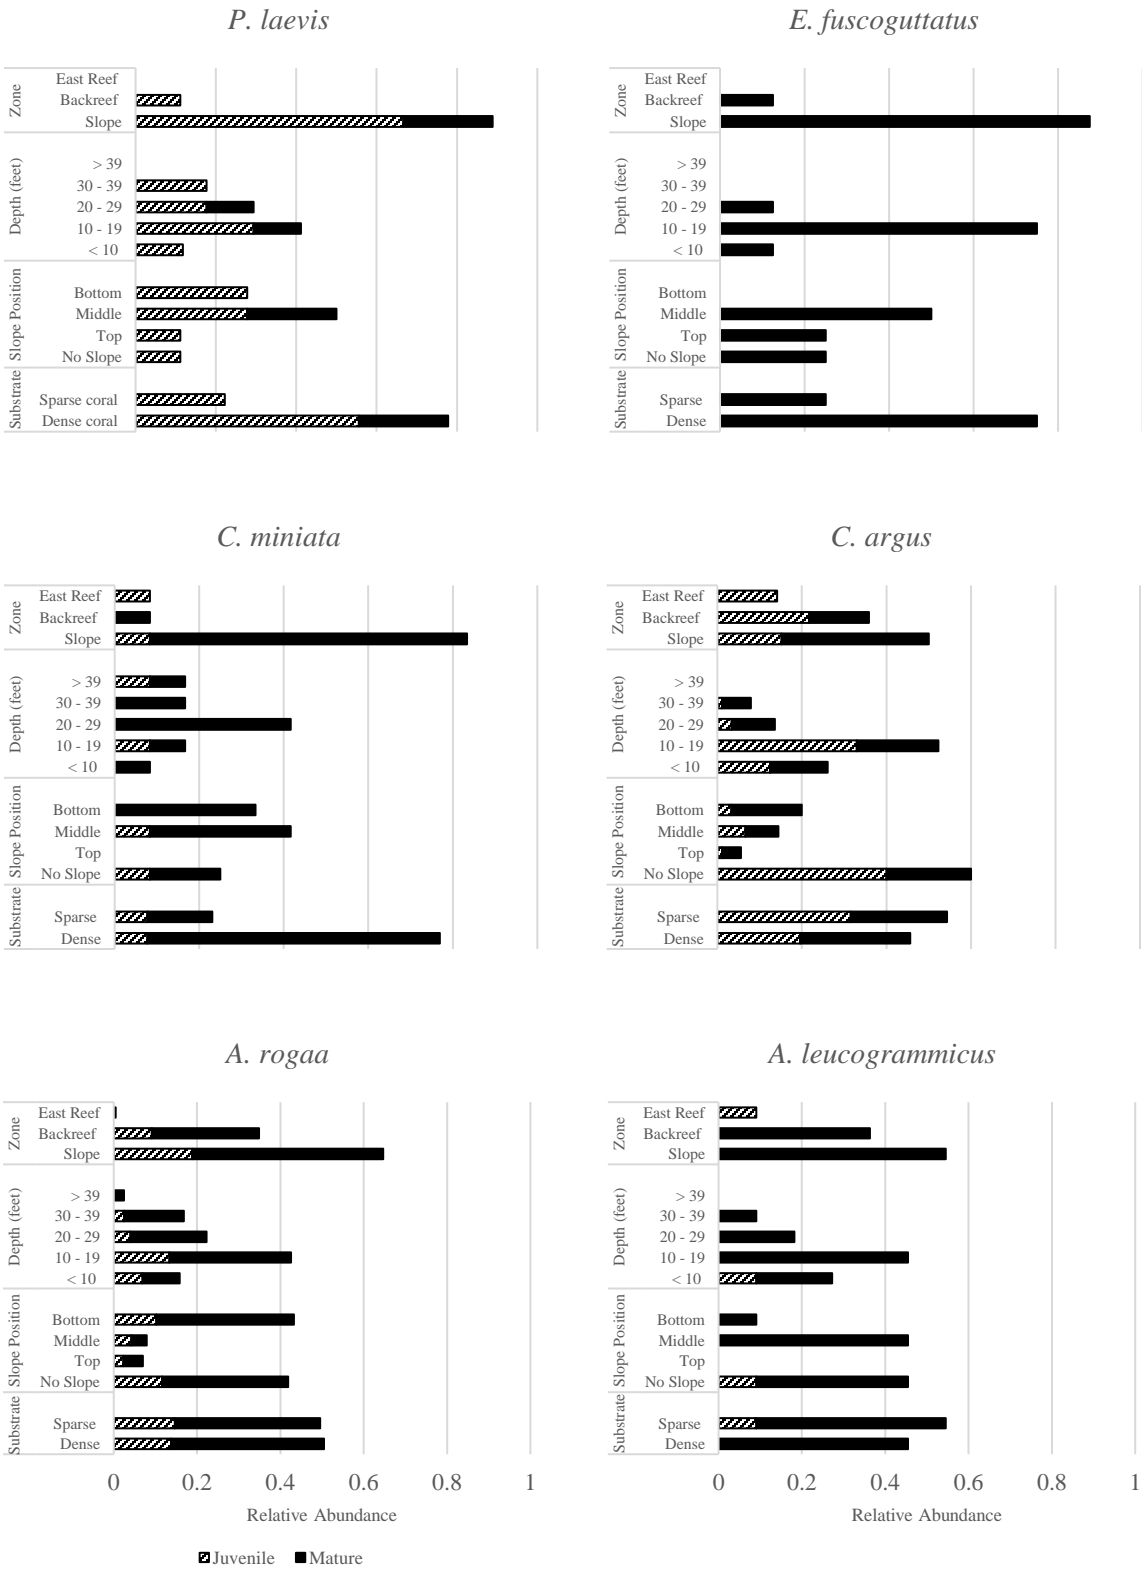 P. laevis
Zone
East Reef
Backreef
Slope
Depth (feet)
> 39
30 - 39
20 - 29
10 - 19
< 10
Slope Position
Bottom
Middle
Top
No Slope
Substrate
Sparse coral
Dense coral
E. fuscoguttatus
Zone
East Reef
Backreef
Slope
Depth (feet)
> 39
30 - 39
20 - 29
10 - 19
< 10
Slope Position
Bottom
Middle
Top
No Slope
Substrate
Sparse
Dense
C. miniata
Zone
East Reef
Backreef
Slope
Depth (feet)
> 39
30 - 39
20 - 29
10 - 19
< 10
Slope Position
Bottom
Middle
Top
No Slope
Substrate
Sparse
Dense
C. argus
Zone
East Reef
Backreef
Slope
Depth (feet)
> 39
30 - 39
20 - 29
10 - 19
< 10
Slope Position
Bottom
Middle
Top
No Slope
Substrate
Sparse
Dense
A. rogaa
Zone
East Reef
Backreef
Slope
Depth (feet)
> 39
30 - 39
20 - 29
10 - 19
< 10
Slope Position
Bottom
Middle
Top
No Slope
Substrate
Sparse
Dense
0 0.2 0.4 0.6 0.8 1
Relative Abundance
Juvenile Mature
A. leucogrammicus
Zone
East Reef
Backreef
Slope
Depth (feet)
> 39
30 - 39
20 - 29
10 - 19
< 10
Slope Position
Bottom
Middle
Top
No Slope
Substrate
Sparse
Dense
0 0.2 0.4 0.6 0.8 1
Relative Abundance